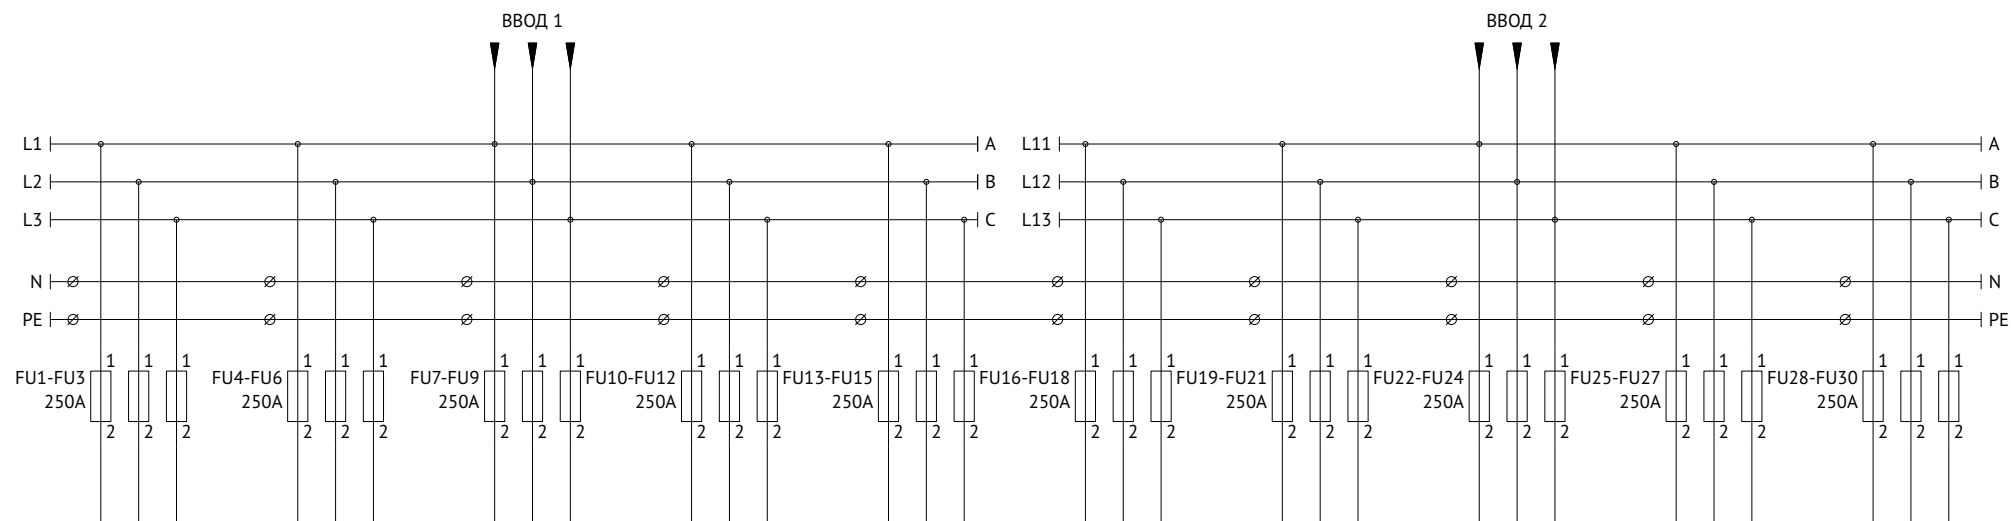 ВВОД 1
ВВОД 2
L1 A L11 A
L2 B L12 B
L3 C L13 C
N N
PE PE
1 1 1 1 1 1 1 1 1 1 1 1 1 1 1 1 1 1 1 1 1 1 1 1 1 1 1 1 1 1
FU1-FU3 FU4-FU6 FU7-FU9 FU10-FU12 FU13-FU15 FU16-FU18 FU19-FU21 FU22-FU24 FU25-FU27 FU28-FU30
250A 250A 250A 250A 250A 250A 250A 250A 250A 250A
2 2 2 2 2 2 2 2 2 2 2 2 2 2 2 2 2 2 2 2 2 2 2 2 2 2 2 2 2 2